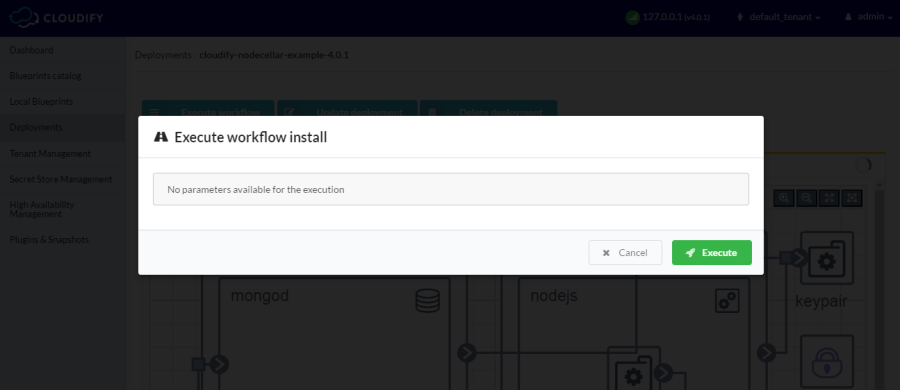 CLOUDIFY
127.0.0.1 (v4.0.1)
default_tenant
admin
Dashboard
Blueprints catalog
Local Blueprints
Deployments
Tenant Management
Secret Store Management
High Availability
Management
Plugins & Snapshots
Deployments
cloudify-nodecellar-example-4.0.1
Execute workflow
Update deployment
Delete deployment
Execute workflow install
No parameters available for the execution
Cancel
Execute
mongod
nodejs
keypair